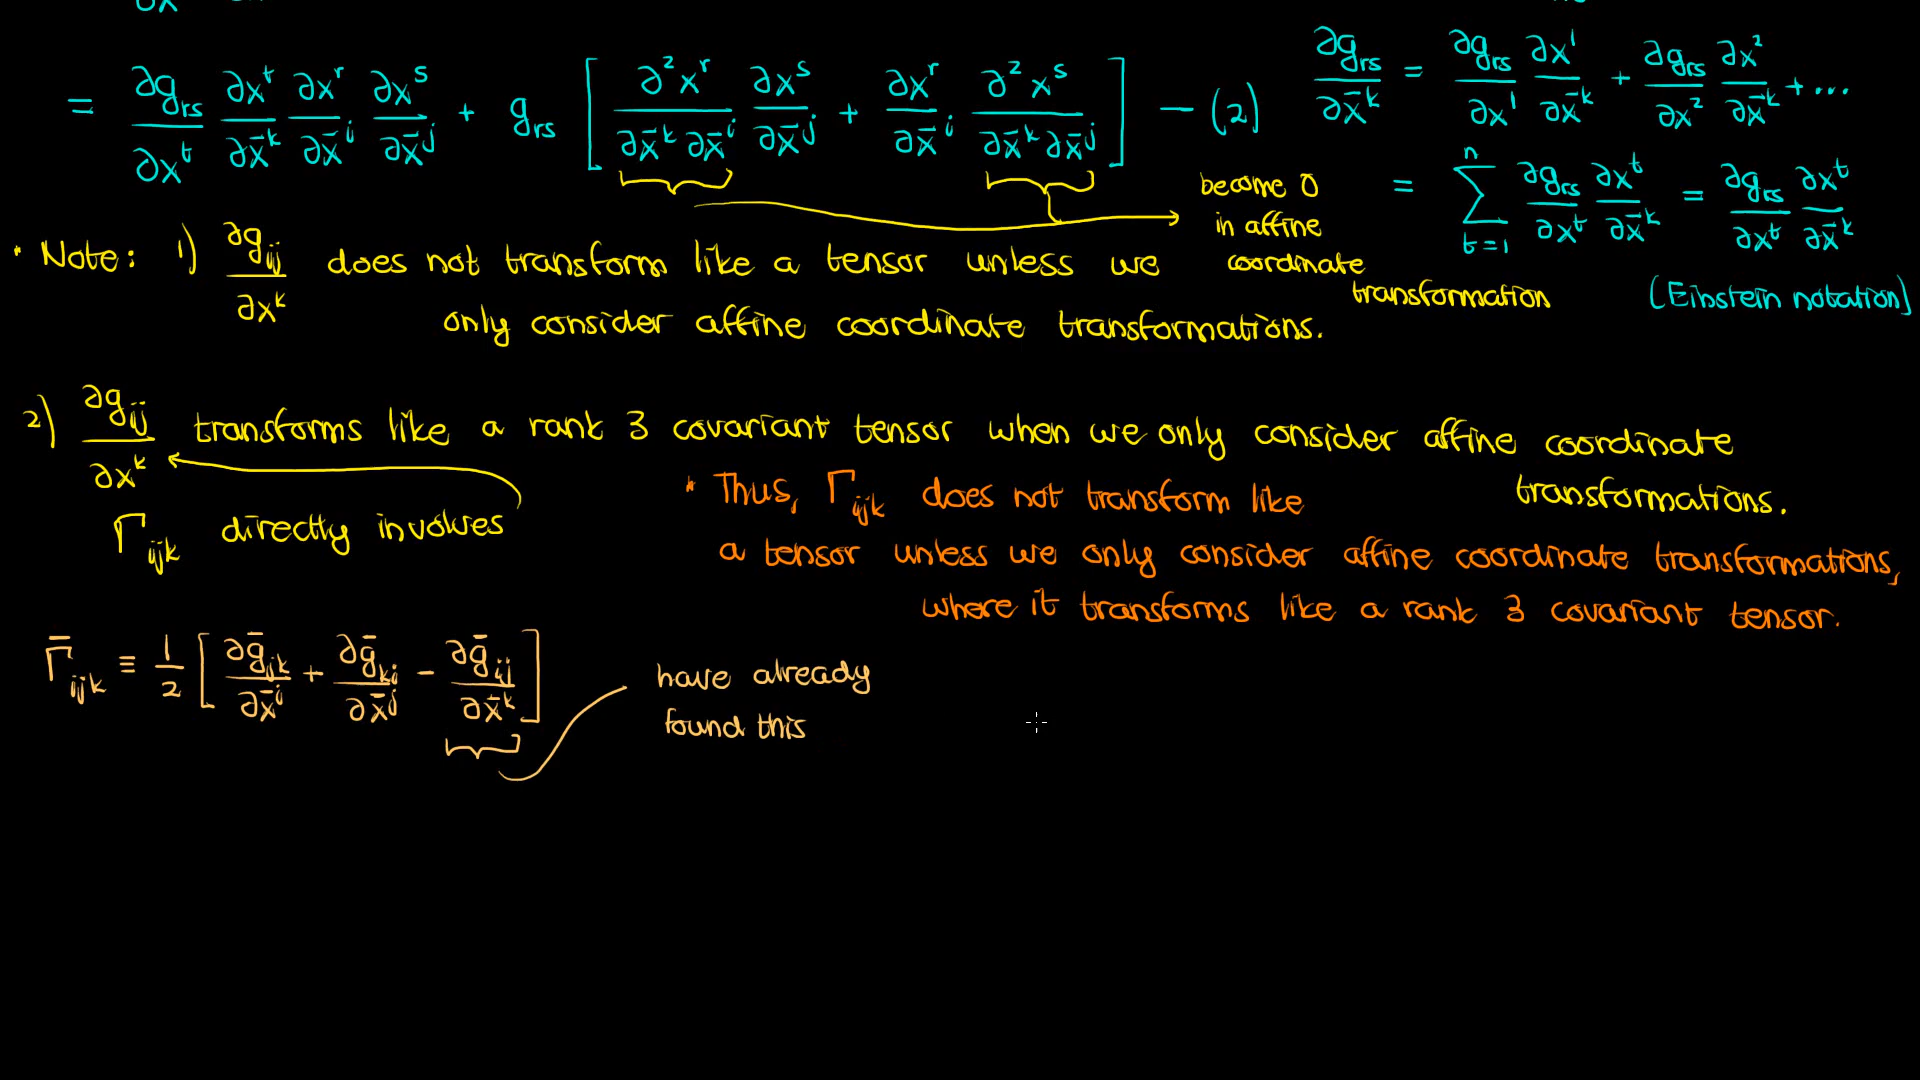 = ∂g_rs/∂x^t ∂x^t/∂x̄^k ∂x^r/∂x̄^i ∂x^s/∂x̄^j + g_rs [ ∂²x^r/∂x̄^k∂x̄^i ∂x^s/∂x̄^j + ∂x^r/∂x̄^i ∂²x^s/∂x̄^k∂x̄^j ] — (2)
∂g_rs/∂x̄^k = ∂g_rs/∂x^1 ∂x^1/∂x̄^k + ∂g_rs/∂x^2 ∂x^2/∂x̄^k + ...
= Σ_{t=1}^{n} ∂g_rs/∂x^t ∂x^t/∂x̄^k = ∂g_rs/∂x^t ∂x^t/∂x̄^k
(Einstein notation)
become 0
in affine
coordinate
transformation
• Note: 1) ∂g_ij/∂x^k does not transform like a tensor unless we
only consider affine coordinate transformations.
2) ∂g_ij/∂x^k transforms like a rank 3 covariant tensor when we only consider affine coordinate
transformations.
Γ_ijk directly involves
* Thus, Γ_ijk does not transform like
a tensor unless we only consider affine coordinate transformations,
where it transforms like a rank 3 covariant tensor.
Γ̄_ijk ≡ 1/2 [ ∂ḡ_jk/∂x̄^i + ∂ḡ_ki/∂x̄^j − ∂ḡ_ij/∂x̄^k ]
have already
found this